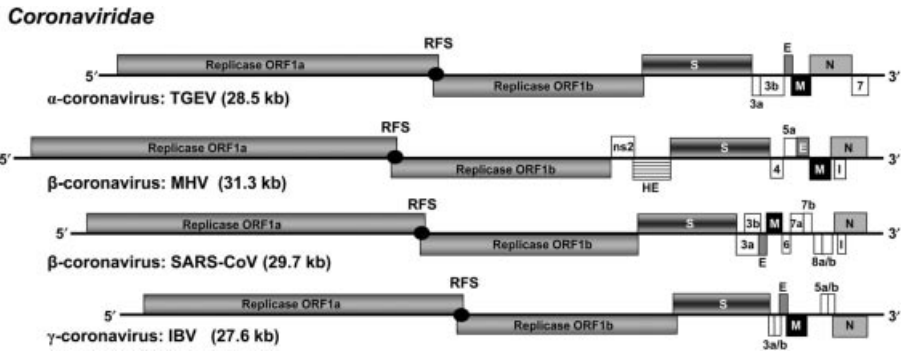 Coronaviridae
RFS
E
5′ Replicase ORF1a S N 3′
Replicase ORF1b 3b M 7
3a
α-coronavirus: TGEV (28.5 kb)
RFS
5a
5′ Replicase ORF1a ns2 S E N 3′
Replicase ORF1b 4 M I
HE
β-coronavirus: MHV (31.3 kb)
RFS
7b
5′ Replicase ORF1a S 3b M 7a N 3′
Replicase ORF1b 3a 6 I
E 8a/b
β-coronavirus: SARS-CoV (29.7 kb)
RFS
E 5a/b
5′ Replicase ORF1a S 3′
Replicase ORF1b M N
3a/b
γ-coronavirus: IBV (27.6 kb)